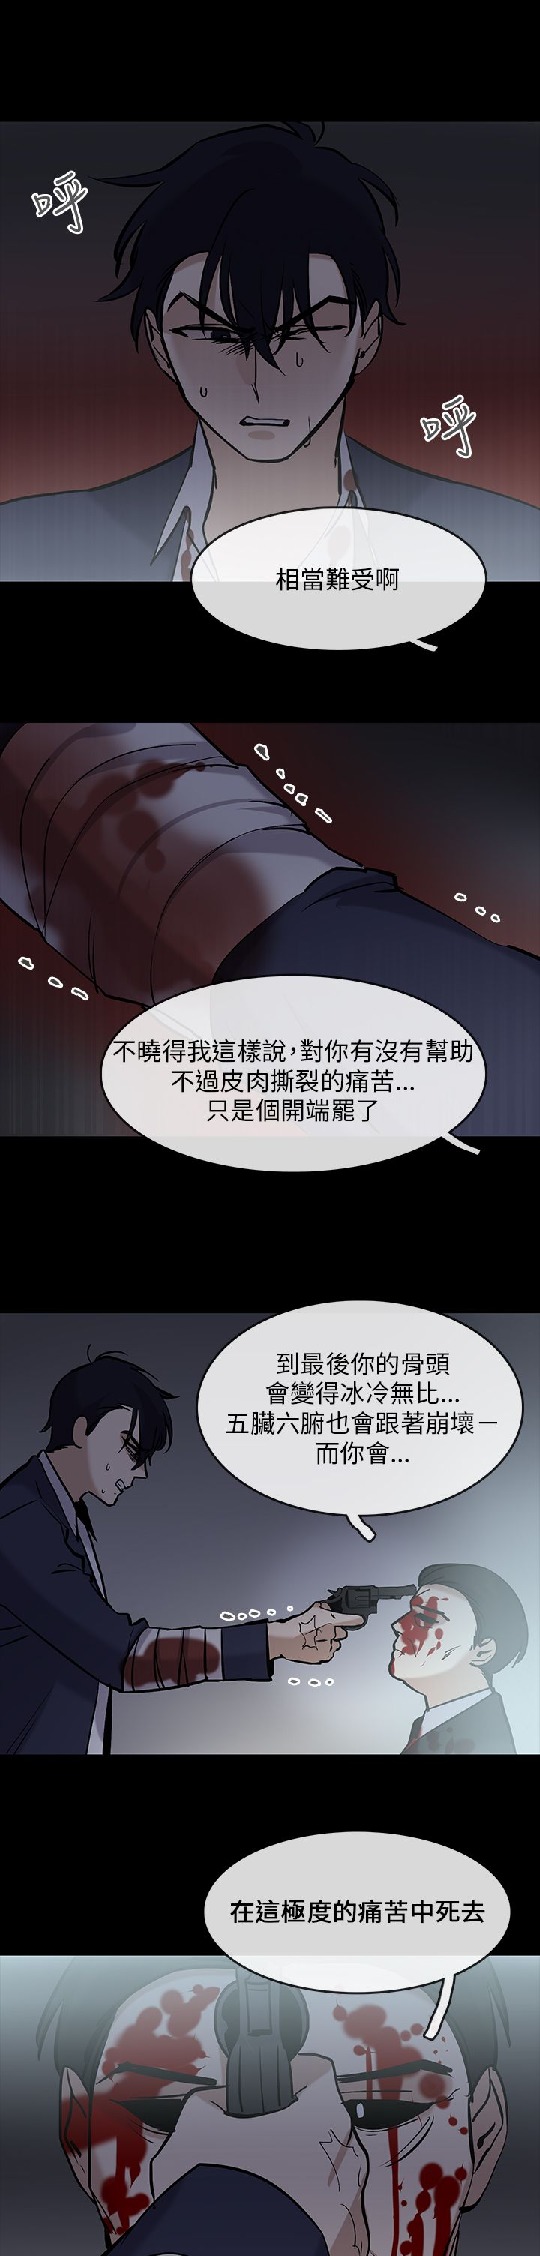 呼
呼
相當難受啊
不曉得我這樣說，對你有沒有幫助
不過皮肉撕裂的痛苦...
只是個開端罷了
到最後你的骨頭
會變得冰冷無比...
五臟六腑也會跟著崩壞－
而你會...
在這極度的痛苦中死去